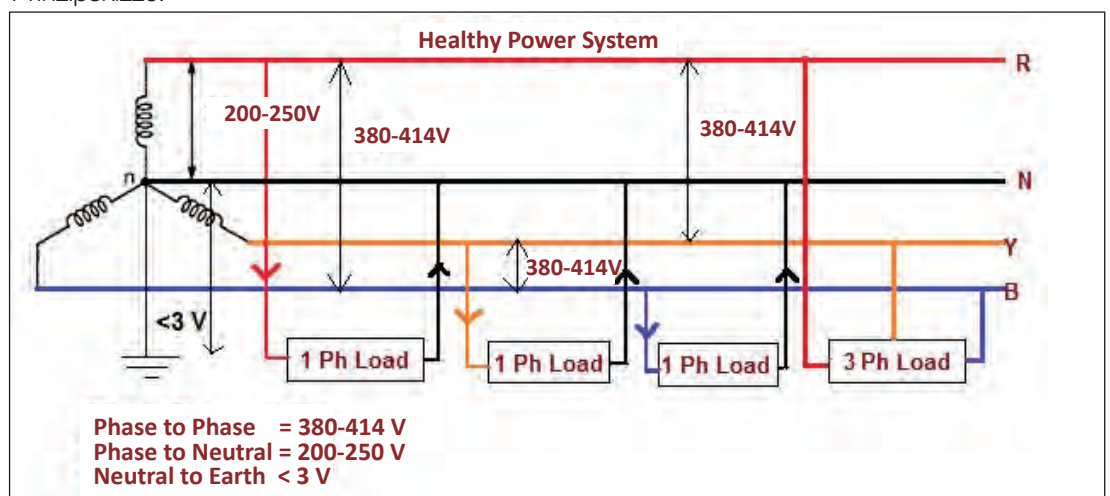 Healthy Power System
R
200-250V
380-414V
380-414V
n
N
Y
380-414V
B
<3 V
1 Ph Load
1 Ph Load
1 Ph Load
3 Ph Load
Phase to Phase = 380-414 V
Phase to Neutral = 200-250 V
Neutral to Earth < 3 V